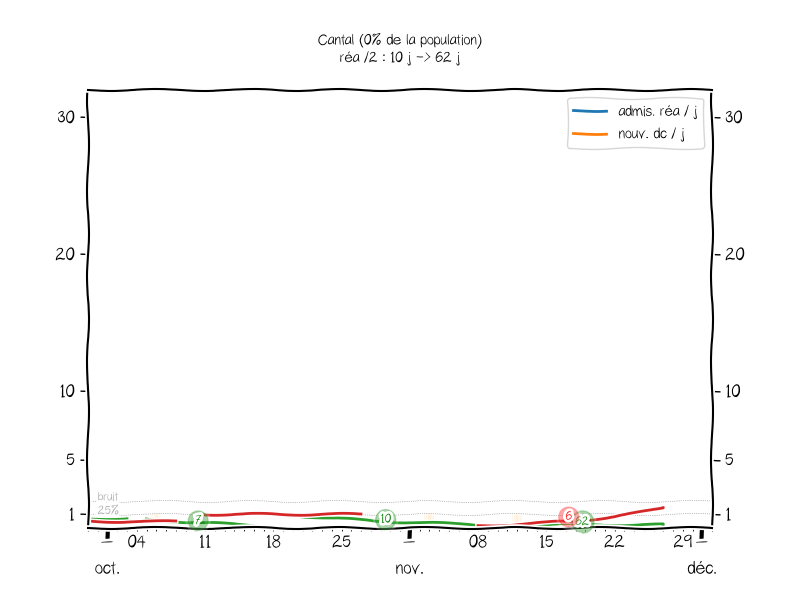 Cantal (0% de la population)
réa /2 : 10 j -> 62 j
admis. réa / j
nouv. dc / j
30
30
20
20
10
10
5
5
bruit
25%
1
1
7
10
6
62
04
11
18
25
08
15
22
29
oct.
nov.
déc.